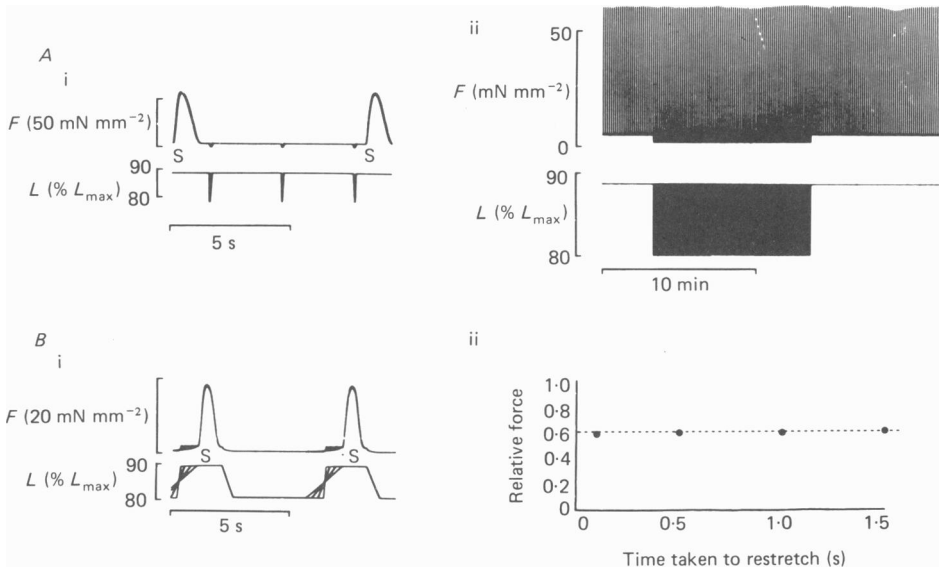 A
i
F (50 mN mm⁻²)
S
S
90
80
L (% Lmax)
5 s
ii
50
F (mN mm⁻²)
0
90
L (% Lmax)
80
10 min
B
i
F (20 mN mm⁻²)
S
S
90
L (% Lmax)
80
5 s
ii
1·0
0·8
0·6
0·4
0·2
0
Relative force
0 0·5 1·0 1·5
Time taken to restretch (s)